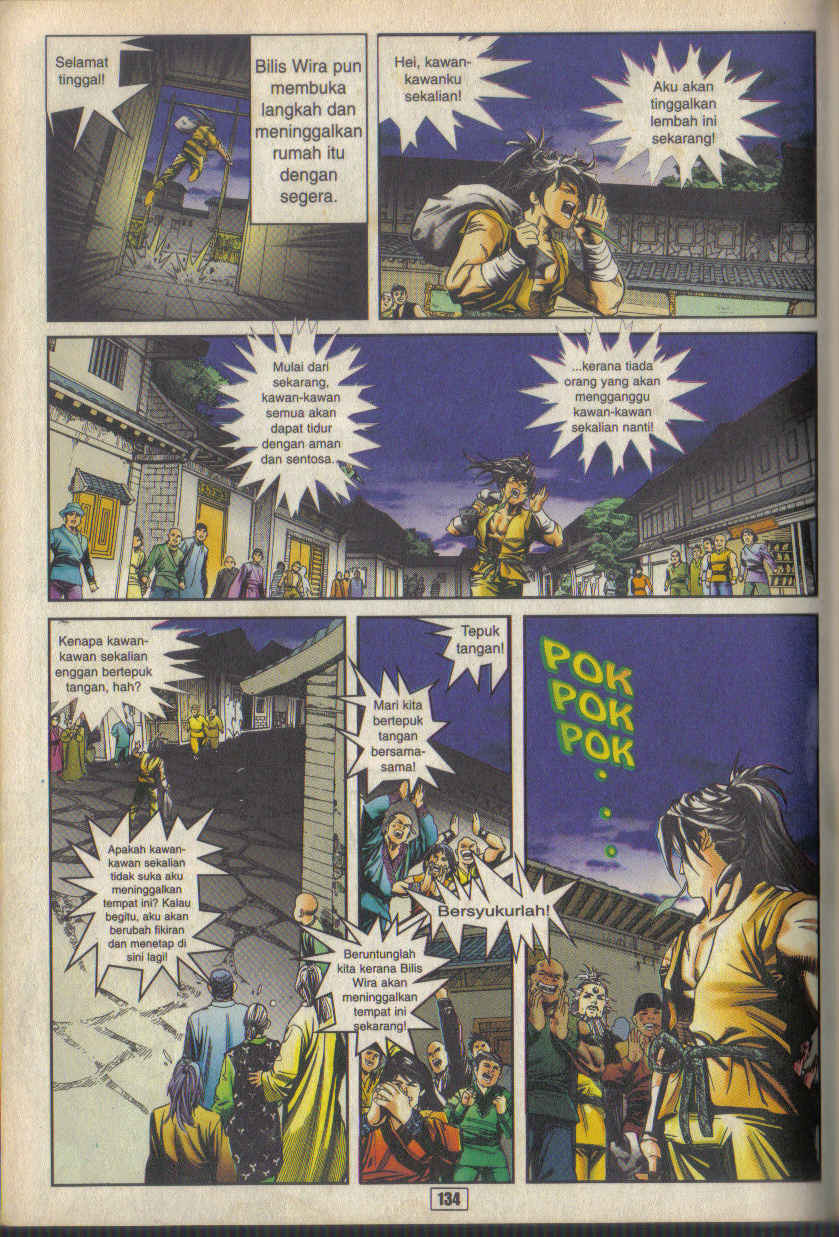 Selamat
tinggal!
Bilis Wira pun
membuka
langkah dan
meninggalkan
rumah itu
dengan
segera.
Hei, kawan-
kawanku
sekalian!
Aku akan
tinggalkan
lembah ini
sekarang!
Mulai dari
sekarang,
kawan-kawan
semua akan
dapat tidur
dengan aman
dan sentosa...
...kerana tiada
orang yang akan
mengganggu
kawan-kawan
sekalian nanti!
Kenapa kawan-
kawan sekalian
enggan bertepuk
tangan, hah?
Apakah kawan-
kawan sekalian
tidak suka aku
meninggalkan
tempat ini? Kalau
begitu, aku akan
berubah fikiran
dan menetap di
sini lagi!
Tepuk
tangan!
Mari kita
bertepuk
tangan
bersama-
sama!
Bersyukurlah!
Beruntunglah
kita kerana Bilis
Wira akan
meninggalkan
tempat ini
sekarang!
POK
POK
POK
.
.
.
134